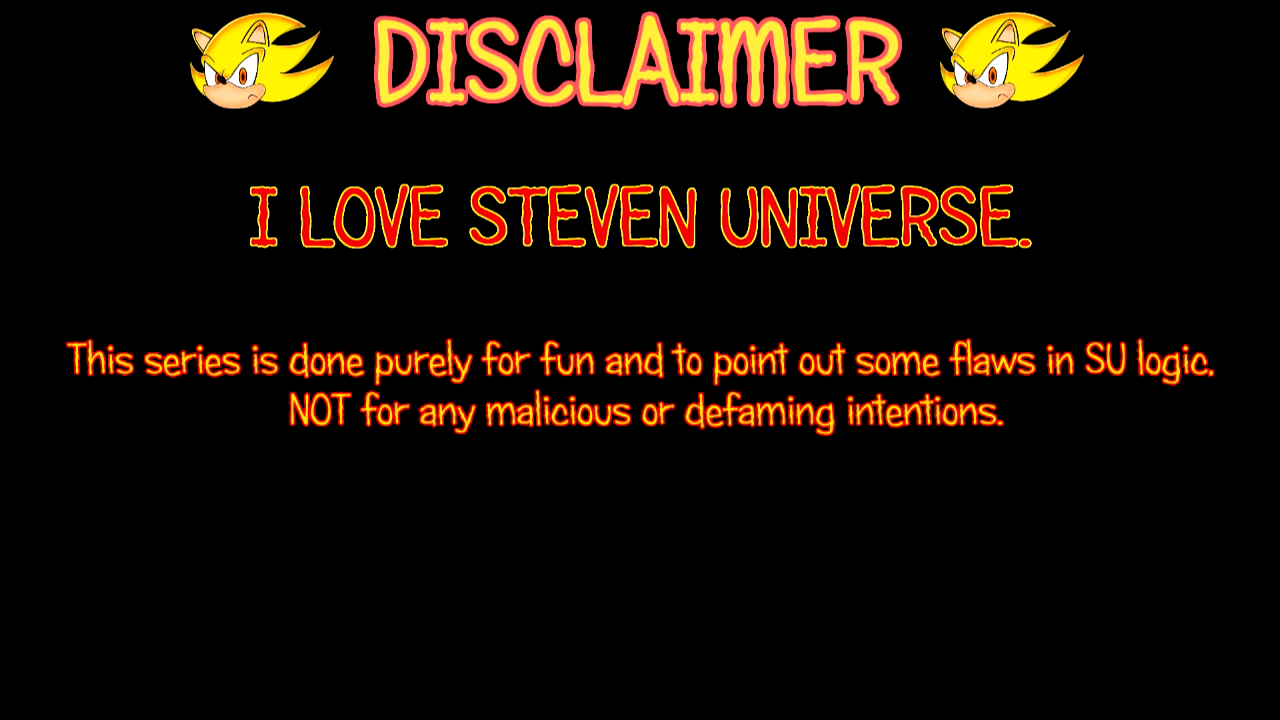 DISCLAIMER
I LOVE STEVEN UNIVERSE.
This series is done purely for fun and to point out some flaws in SU logic.
NOT for any malicious or defaming intentions.